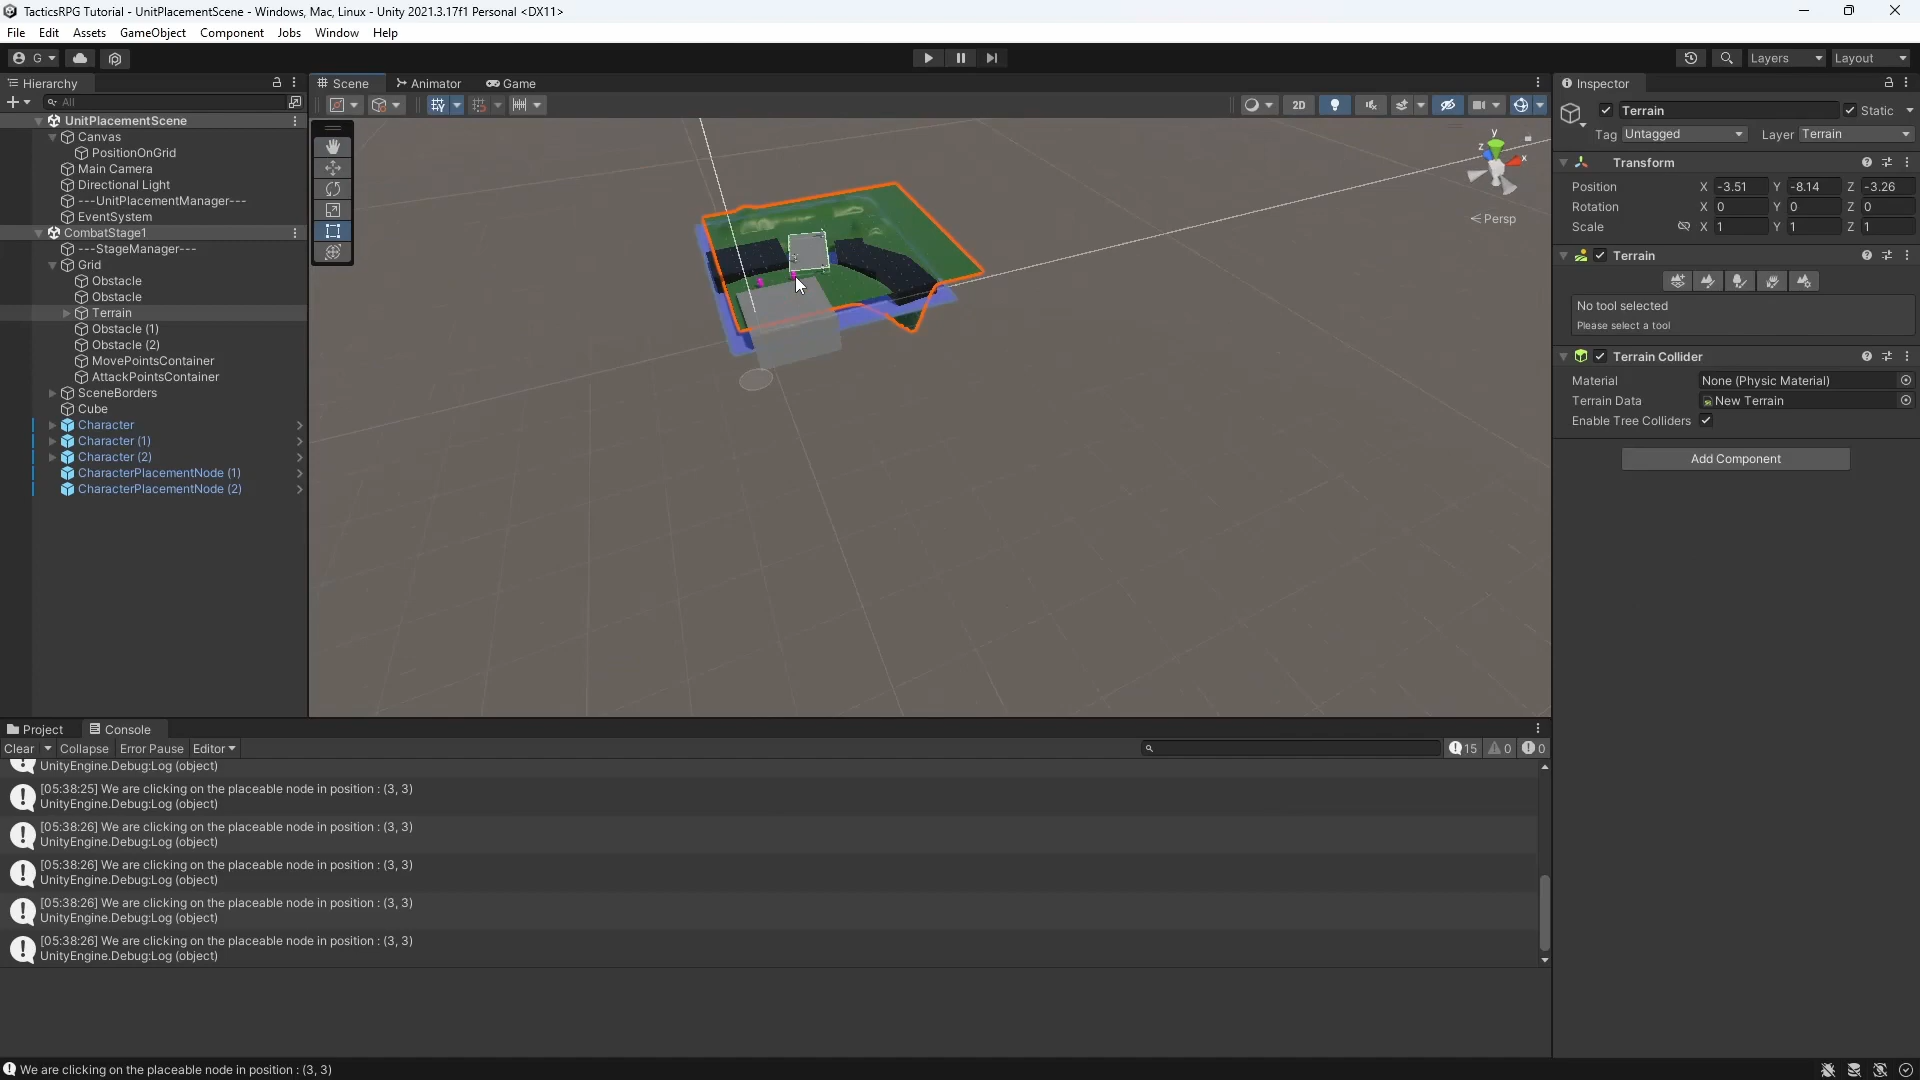 TacticsRPG Tutorial - UnitPlacementScene - Windows, Mac, Linux - Unity 2021.3.17f1 Personal <DX11>
File Edit Assets GameObject Component Jobs Window Help
G Layers Layout
Hierarchy
All
UnitPlacementScene
Canvas
PositionOnGrid
Main Camera
Directional Light
---UnitPlacementManager---
EventSystem
CombatStage1
---StageManager---
Grid
Obstacle
Obstacle
Terrain
Obstacle (1)
Obstacle (2)
MovePointsContainer
AttackPointsContainer
SceneBorders
Cube
Character
Character (1)
Character (2)
CharacterPlacementNode (1)
CharacterPlacementNode (2)
Scene Animator Game
2D
y
z x
Persp
Inspector
Terrain Static
Tag Untagged Layer Terrain
Transform
Position X -3.51 Y -8.14 Z -3.26
Rotation X 0 Y 0 Z 0
Scale X 1 Y 1 Z 1
Terrain
No tool selected
Please select a tool
Terrain Collider
Material None (Physic Material)
Terrain Data New Terrain
Enable Tree Colliders
Add Component
Project Console
Clear Collapse Error Pause Editor 15 0 0
UnityEngine.Debug:Log (object)
[05:38:25] We are clicking on the placeable node in position : (3, 3)
UnityEngine.Debug:Log (object)
[05:38:26] We are clicking on the placeable node in position : (3, 3)
UnityEngine.Debug:Log (object)
[05:38:26] We are clicking on the placeable node in position : (3, 3)
UnityEngine.Debug:Log (object)
[05:38:26] We are clicking on the placeable node in position : (3, 3)
UnityEngine.Debug:Log (object)
[05:38:26] We are clicking on the placeable node in position : (3, 3)
UnityEngine.Debug:Log (object)
We are clicking on the placeable node in position : (3, 3)